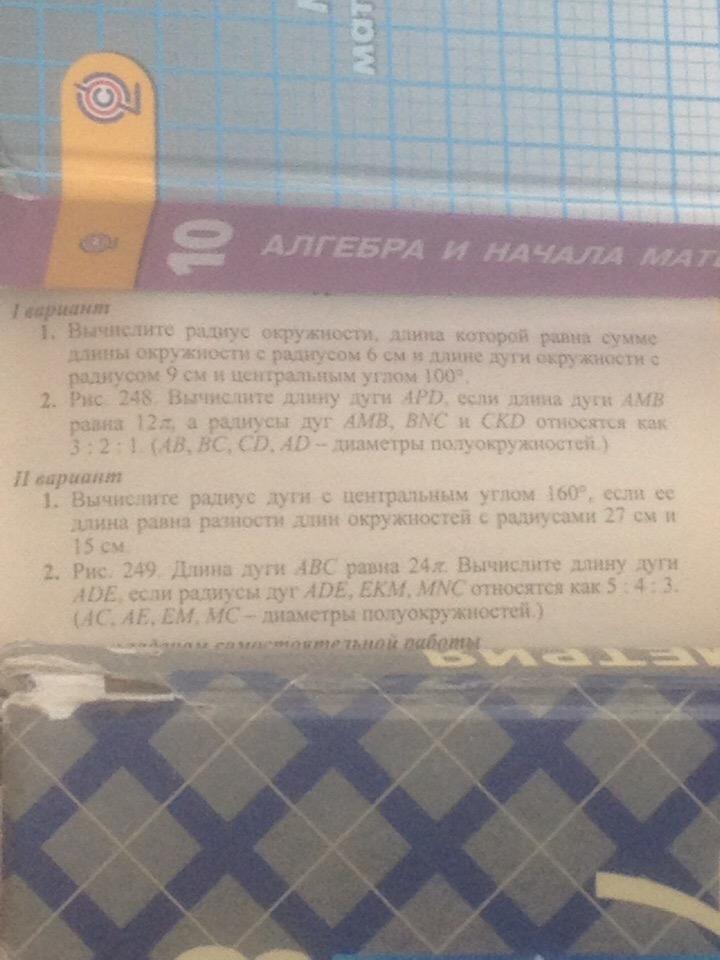 мат
10 АЛГЕБРА И НАЧАЛА МАТ
I вариант
1. Вычислите радиус окружности, длина которой равна сумме
длины окружности с радиусом 6 см и длине дуги окружности с
радиусом 9 см и центральным углом 100°.
2. Рис. 248. Вычислите длину дуги APD, если длина дуги AMB
равна 12π, а радиусы дуг AMB, BNC и CKD относятся как
3 : 2 : 1. (AB, BC, CD, AD – диаметры полуокружностей.)
II вариант
1. Вычислите радиус дуги с центральным углом 160°, если ее
длина равна разности длин окружностей с радиусами 27 см и
15 см.
2. Рис. 249. Длина дуги ABC равна 24π. Вычислите длину дуги
ADE, если радиусы дуг ADE, EKM, MNC относятся как 5 : 4 : 3.
(AC, AE, EM, MC – диаметры полуокружностей.)
самостоятельной работы
МЕТРИЯ